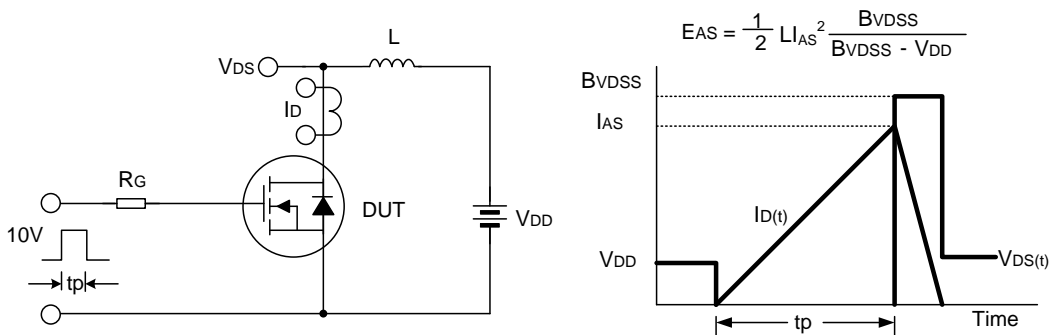 VDS
L
ID
RG
10V
tp
DUT
VDD
EAS = 1/2 LIAS² BVDSS / (BVDSS - VDD)
BVDSS
IAS
ID(t)
VDD
VDS(t)
tp
Time